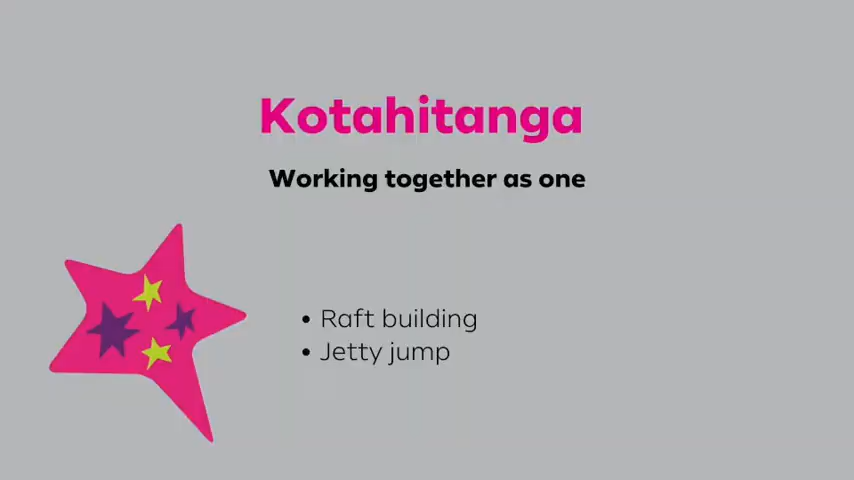 Kotahitanga
Working together as one
• Raft building
• Jetty jump